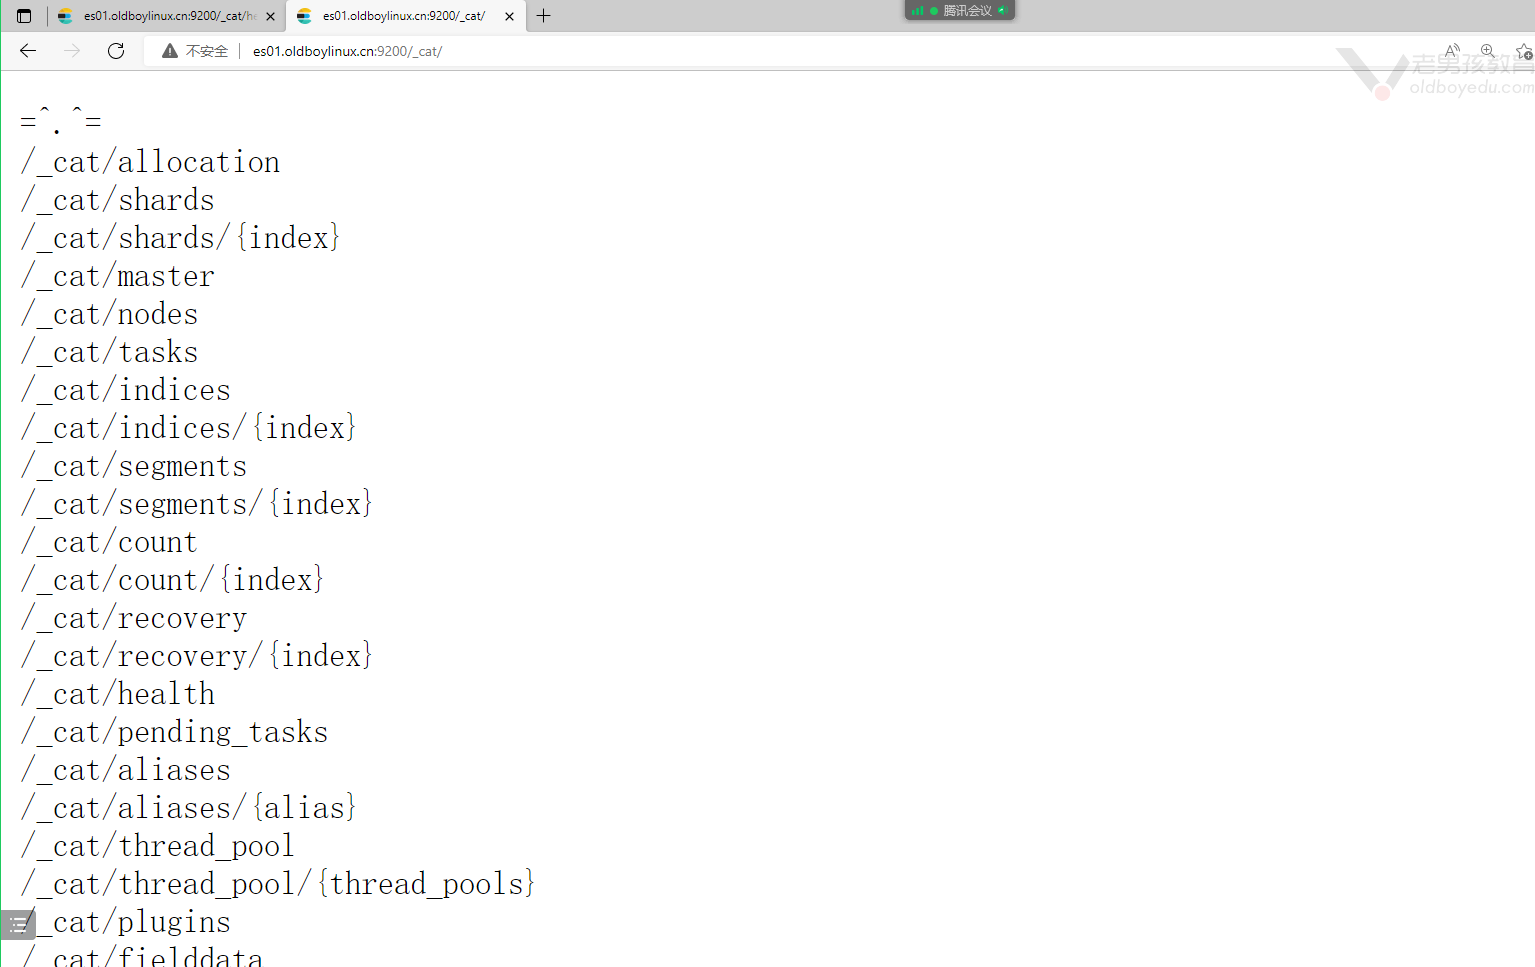 es01.oldboylinux.cn:9200/_cat/he
es01.oldboylinux.cn:9200/_cat/
腾讯会议
不安全
es01.oldboylinux.cn:9200/_cat/
老男孩教育
oldboyedu.com
=^.^=
/_cat/allocation
/_cat/shards
/_cat/shards/{index}
/_cat/master
/_cat/nodes
/_cat/tasks
/_cat/indices
/_cat/indices/{index}
/_cat/segments
/_cat/segments/{index}
/_cat/count
/_cat/count/{index}
/_cat/recovery
/_cat/recovery/{index}
/_cat/health
/_cat/pending_tasks
/_cat/aliases
/_cat/aliases/{alias}
/_cat/thread_pool
/_cat/thread_pool/{thread_pools}
/_cat/plugins
/_cat/fielddata